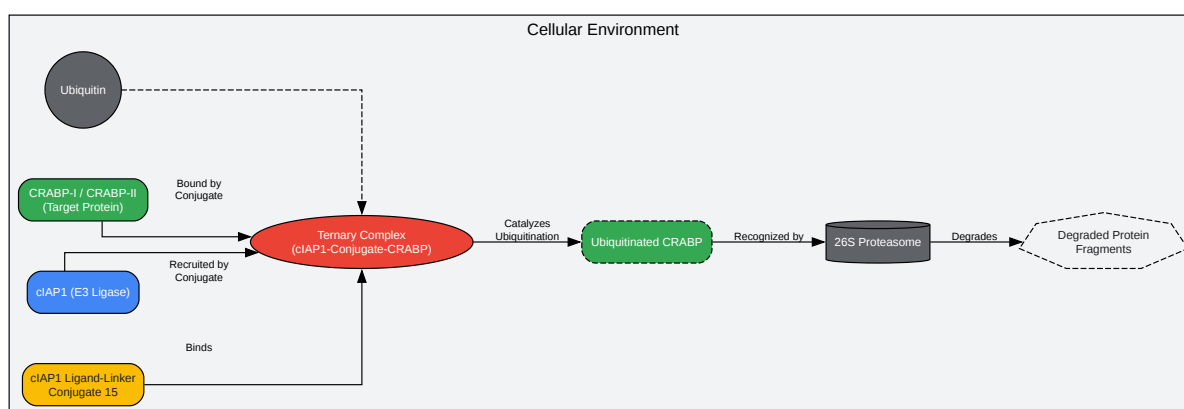 Cellular Environment
Ubiquitin
CRABP-I / CRABP-II
(Target Protein)
Bound by
Conjugate
Recruited by
Conjugate
cIAP1 (E3 Ligase)
Binds
cIAP1 Ligand-Linker
Conjugate 15
Ternary Complex
(cIAP1-Conjugate-CRABP)
Catalyzes
Ubiquitination
Ubiquitinated CRABP
Recognized by
26S Proteasome
Degrades
Degraded Protein
Fragments